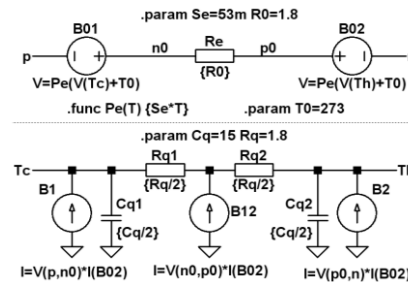 .param Se=53m R0=1.8
B01
B02
n0
Re
p0
p
{R0}
V=Pe(V(Tc)+T0)
V=Pe(V(Th)+T0)
.func Pe(T) {Se*T}
.param T0=273
.param Cq=15 Rq=1.8
Tc
Rq1
Rq2
{Rq/2}
{Rq/2}
B1
Cq1
{Cq/2}
B12
Cq2
{Cq/2}
B2
I=V(p,n0)*I(B02)
I=V(n0,p0)*I(B02)
I=V(p0,n)*I(B02)